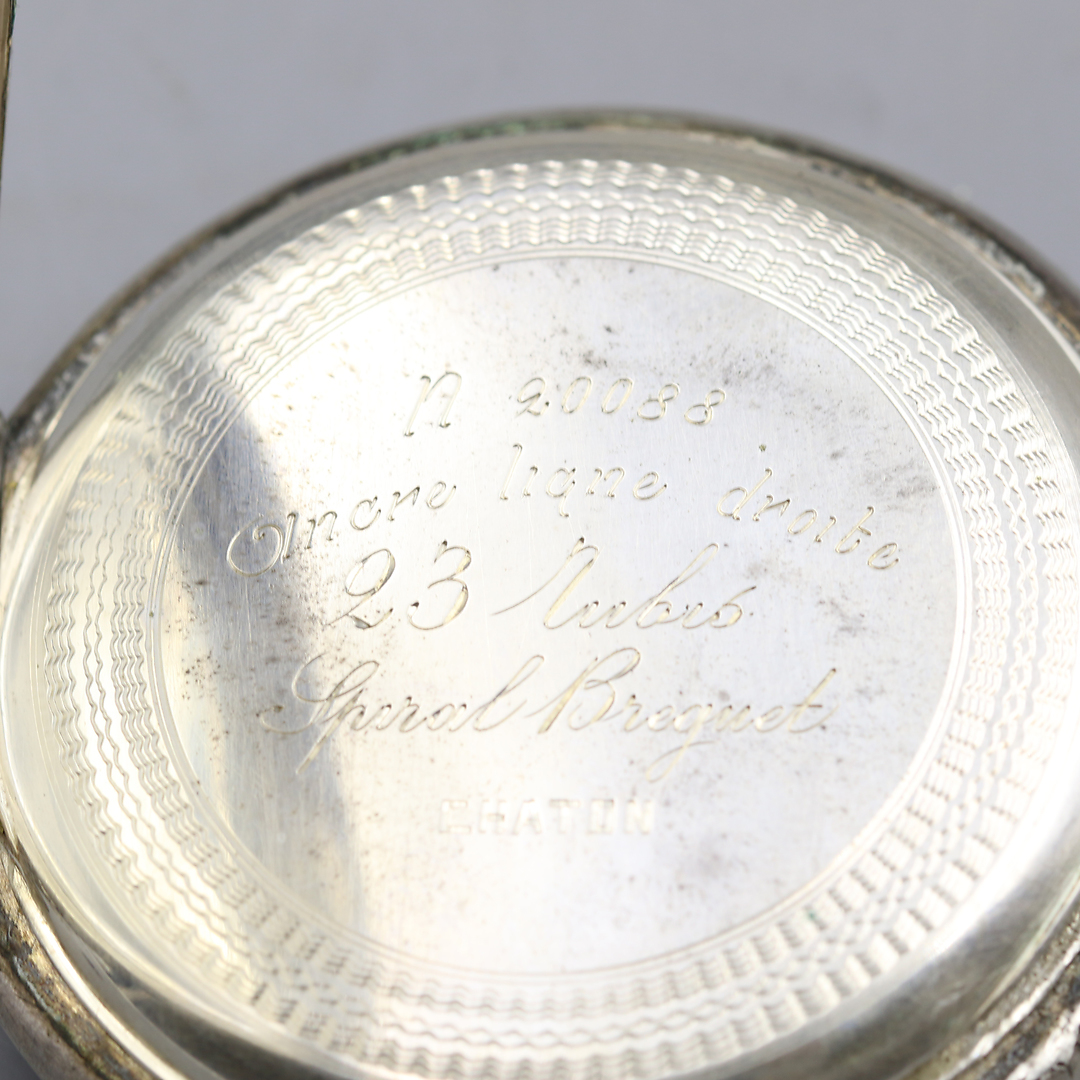 N 20088
Ancre ligne droite
23 Rubis
Spiral Breguet
CHATON